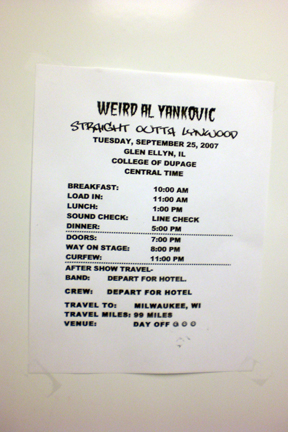 WEIRD AL YANKOVIC
STRAIGHT OUTTA LYNWOOD
TUESDAY, SEPTEMBER 25, 2007
GLEN ELLYN, IL
COLLEGE OF DUPAGE
CENTRAL TIME
BREAKFAST: 10:00 AM
LOAD IN: 11:00 AM
LUNCH: 1:00 PM
SOUND CHECK: LINE CHECK
DINNER: 5:00 PM
DOORS: 7:00 PM
WAY ON STAGE: 8:00 PM
CURFEW: 11:00 PM
AFTER SHOW TRAVEL-
BAND: DEPART FOR HOTEL.
CREW: DEPART FOR HOTEL
TRAVEL TO: MILWAUKEE, WI
TRAVEL MILES: 99 MILES
VENUE: DAY OFF ☺☺☺